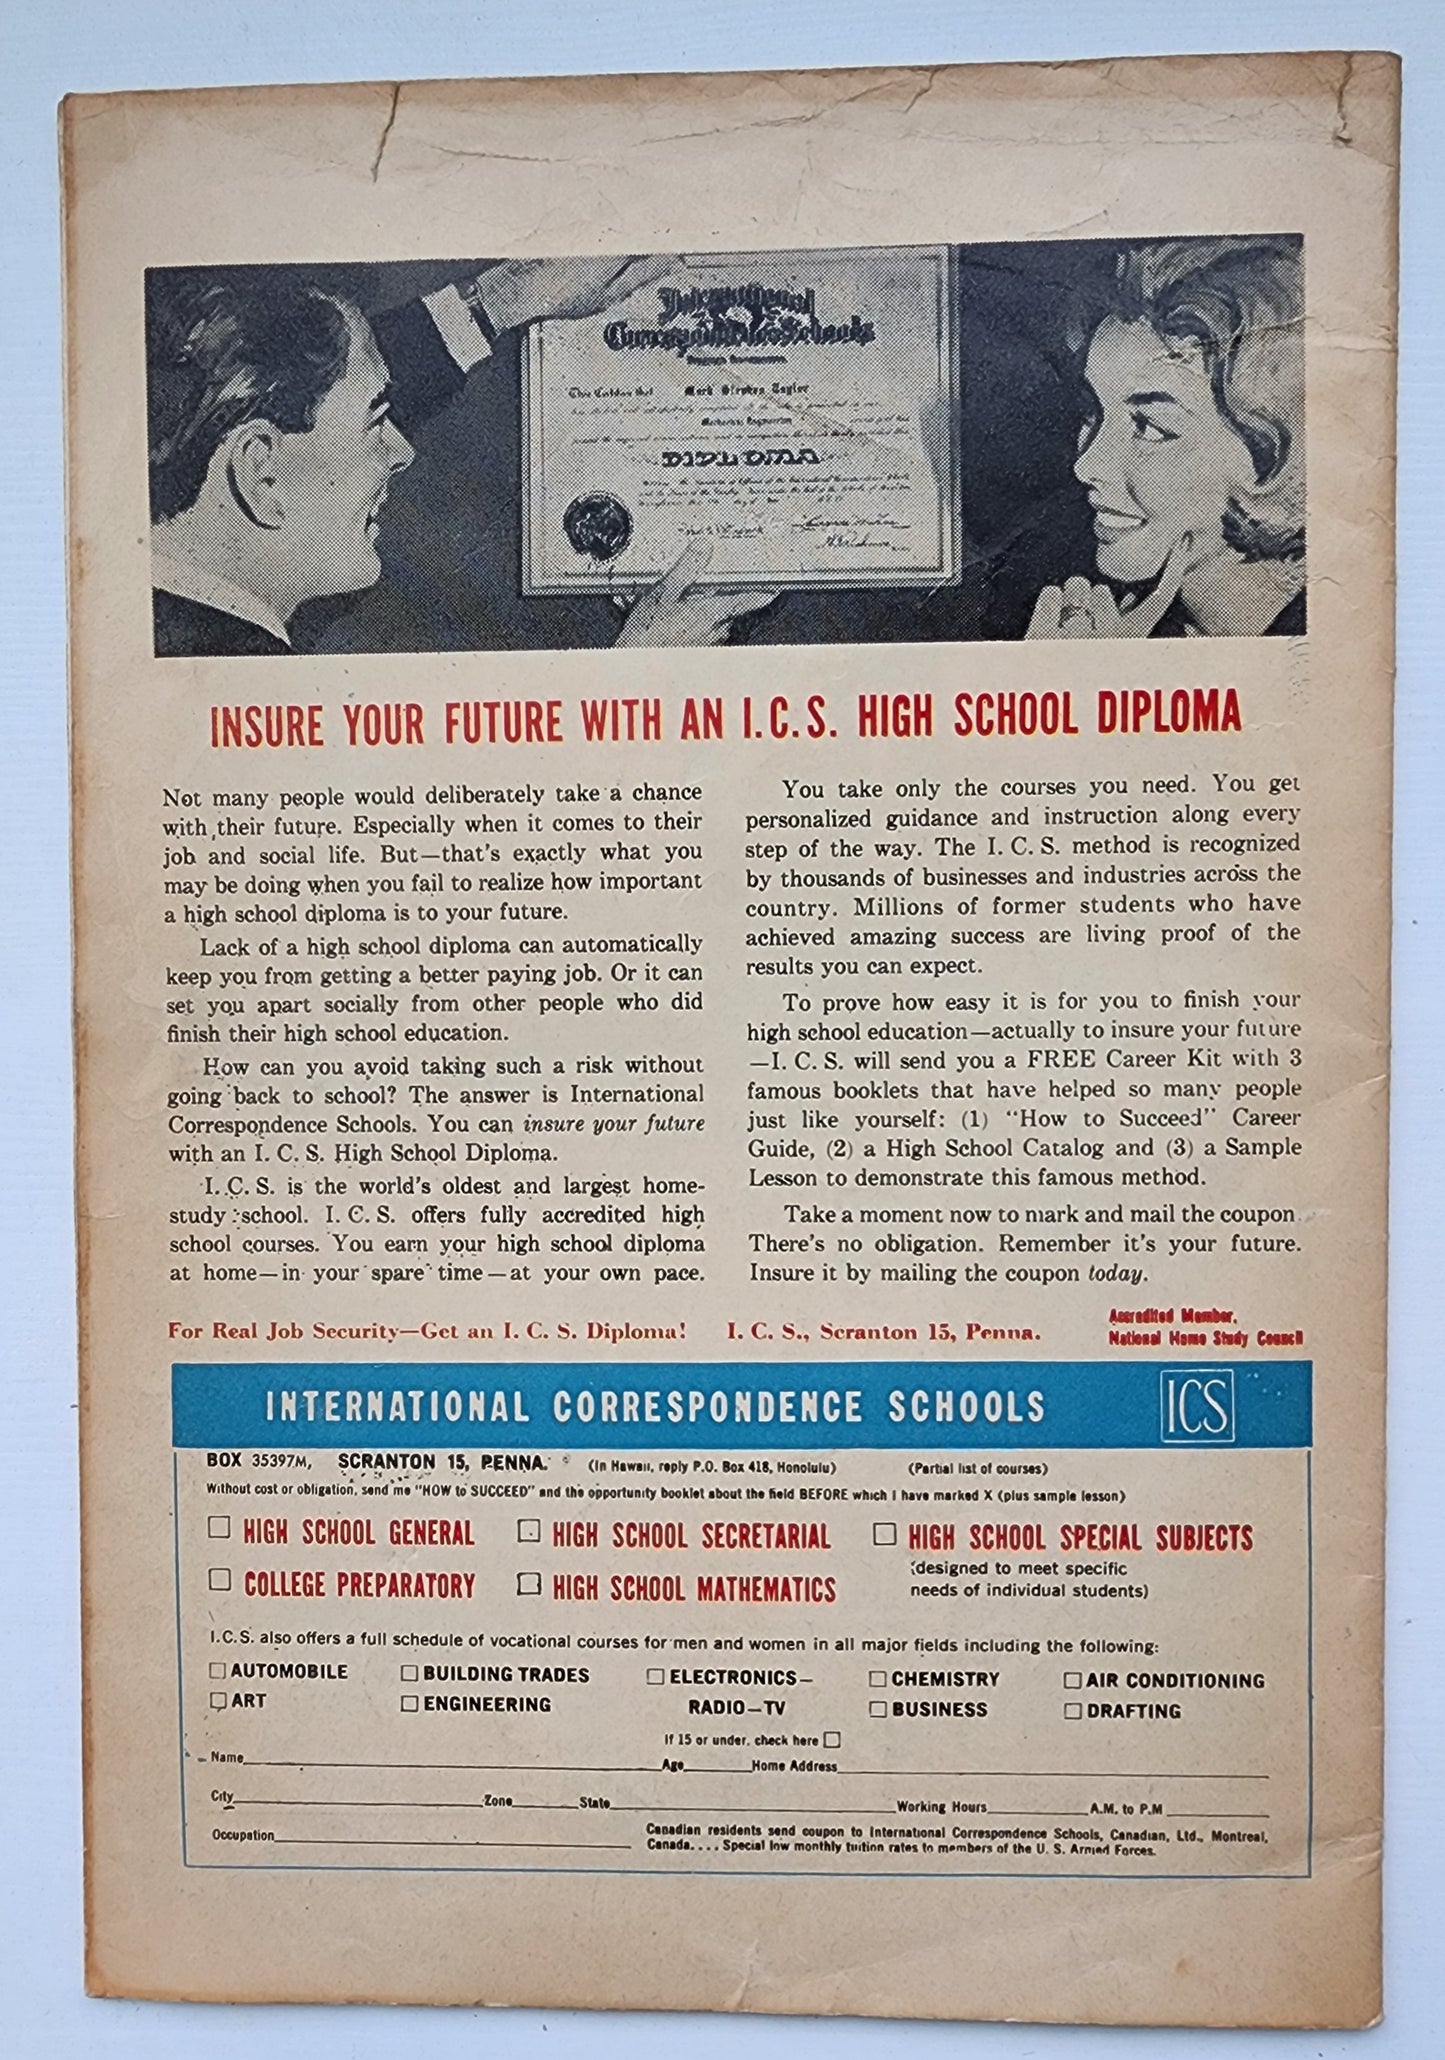 International
Correspondence Schools
This Certifies that Mark Stephen Taylor
Mechanical Engineering
DIPLOMA
INSURE YOUR FUTURE WITH AN I.C.S. HIGH SCHOOL DIPLOMA
Not many people would deliberately take a chance
with their future. Especially when it comes to their
job and social life. But—that's exactly what you
may be doing when you fail to realize how important
a high school diploma is to your future.
Lack of a high school diploma can automatically
keep you from getting a better paying job. Or it can
set you apart socially from other people who did
finish their high school education.
How can you avoid taking such a risk without
going back to school? The answer is International
Correspondence Schools. You can insure your future
with an I. C. S. High School Diploma.
I. C. S. is the world's oldest and largest home-
study school. I. C. S. offers fully accredited high
school courses. You earn your high school diploma
at home—in your spare time—at your own pace.
You take only the courses you need. You get
personalized guidance and instruction along every
step of the way. The I. C. S. method is recognized
by thousands of businesses and industries across the
country. Millions of former students who have
achieved amazing success are living proof of the
results you can expect.
To prove how easy it is for you to finish your
high school education—actually to insure your future
—I. C. S. will send you a FREE Career Kit with 3
famous booklets that have helped so many people
just like yourself: (1) "How to Succeed" Career
Guide, (2) a High School Catalog and (3) a Sample
Lesson to demonstrate this famous method.
Take a moment now to mark and mail the coupon.
There's no obligation. Remember it's your future.
Insure it by mailing the coupon today.
For Real Job Security—Get an I. C. S. Diploma! I. C. S., Scranton 15, Penna.
Accredited Member,
National Home Study Council
INTERNATIONAL CORRESPONDENCE SCHOOLS ICS
BOX 35397M, SCRANTON 15, PENNA. (In Hawaii, reply P.O. Box 418, Honolulu) (Partial list of courses)
Without cost or obligation, send me "HOW to SUCCEED" and the opportunity booklet about the field BEFORE which I have marked X (plus sample lesson)
☐ HIGH SCHOOL GENERAL ☐ HIGH SCHOOL SECRETARIAL ☐ HIGH SCHOOL SPECIAL SUBJECTS
(designed to meet specific
☐ COLLEGE PREPARATORY ☐ HIGH SCHOOL MATHEMATICS needs of individual students)
I.C.S. also offers a full schedule of vocational courses for men and women in all major fields including the following:
☐ AUTOMOBILE ☐ BUILDING TRADES ☐ ELECTRONICS— ☐ CHEMISTRY ☐ AIR CONDITIONING
☐ ART ☐ ENGINEERING RADIO—TV ☐ BUSINESS ☐ DRAFTING
If 15 or under, check here ☐
Name Age Home Address
City Zone State Working Hours A.M. to P.M
Occupation
Canadian residents send coupon to International Correspondence Schools, Canadian, Ltd., Montreal,
Canada. . . . Special low monthly tuition rates to members of the U. S. Armed Forces.